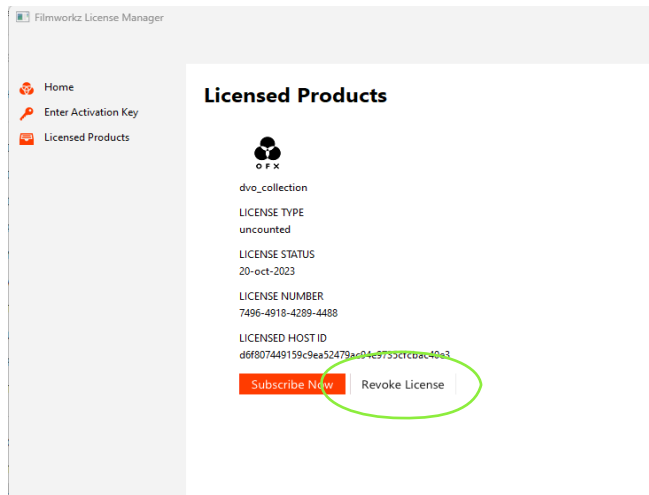 Filmworkz License Manager
Home
Enter Activation Key
Licensed Products
Licensed Products
OFX
dvo_collection
LICENSE TYPE
uncounted
LICENSE STATUS
20-oct-2023
LICENSE NUMBER
7496-4918-4289-4488
LICENSED HOST ID
Subscribe Now
Revoke License